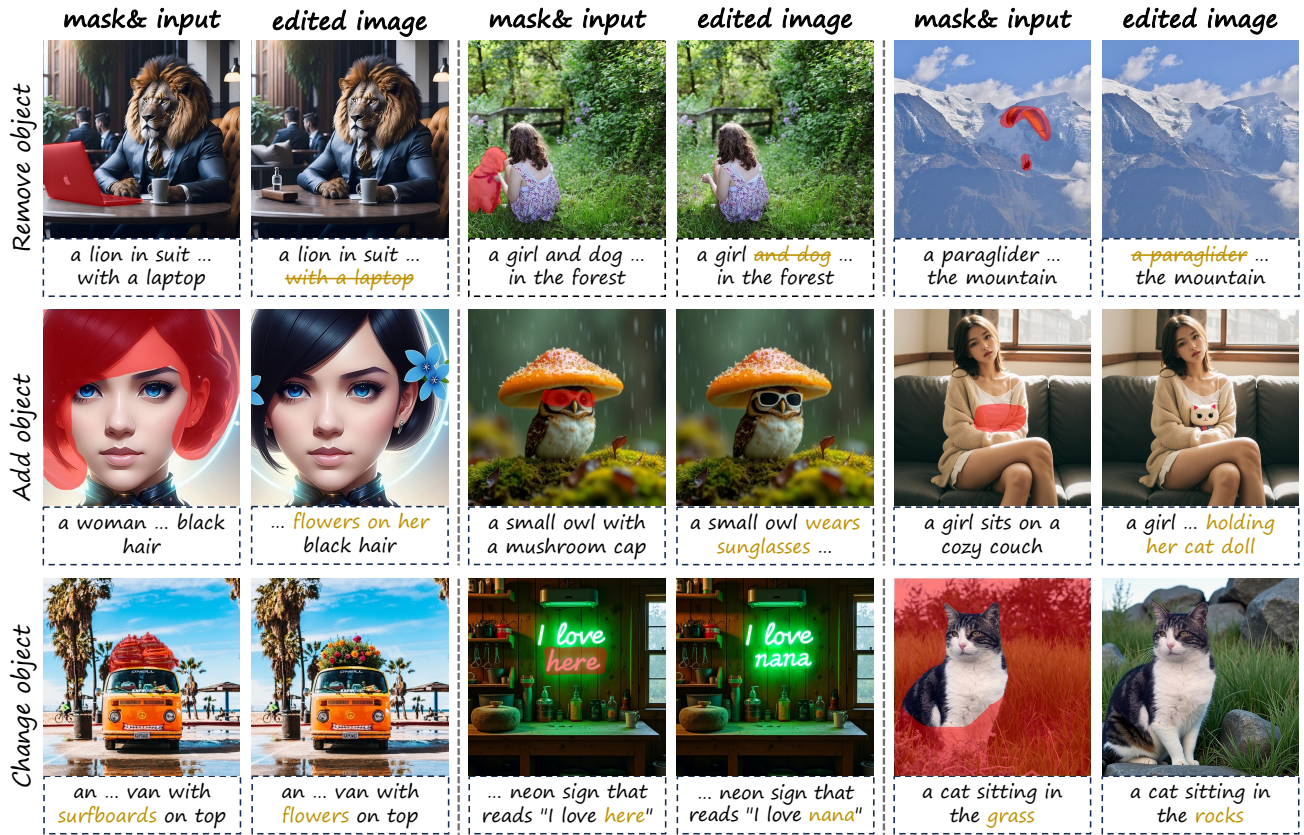 mask& input
edited image
mask& input
edited image
mask& input
edited image
Remove object
a lion in suit ...
with a laptop
a lion in suit ...
with a laptop
a girl and dog ...
in the forest
a girl and dog ...
in the forest
a paraglider ...
the mountain
a paraglider ...
the mountain
Add object
a woman ... black
hair
... flowers on her
black hair
a small owl with
a mushroom cap
a small owl wears
sunglasses ...
a girl sits on a
cozy couch
a girl ... holding
her cat doll
Change object
I love
here
I love
nana
an ... van with
surfboards on top
an ... van with
flowers on top
... neon sign that
reads "I love here"
... neon sign that
reads "I love nana"
a cat sitting in
the grass
a cat sitting in
the rocks